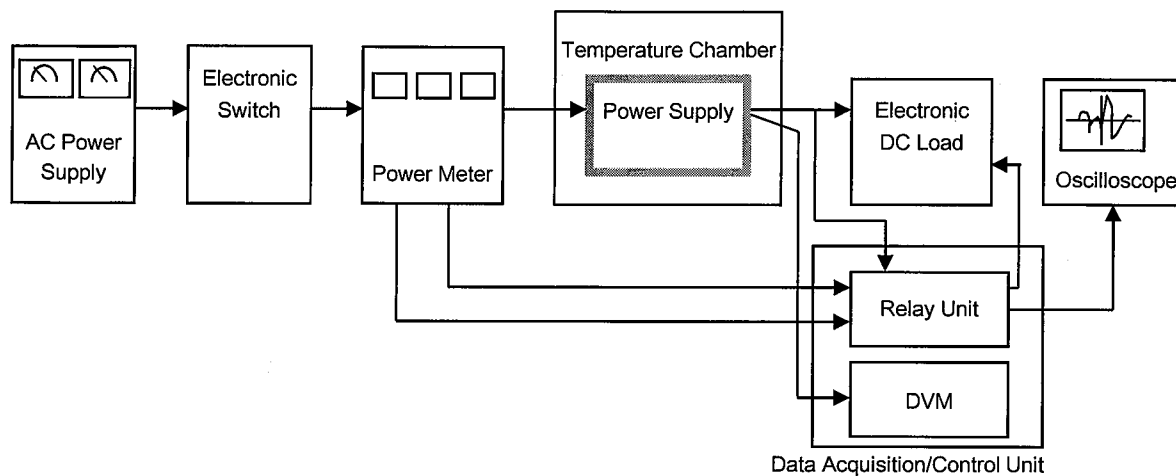 AC Power
Supply
Electronic
Switch
Power Meter
Temperature Chamber
Power Supply
Electronic
DC Load
Oscilloscope
Relay Unit
DVM
Data Acquisition/Control Unit